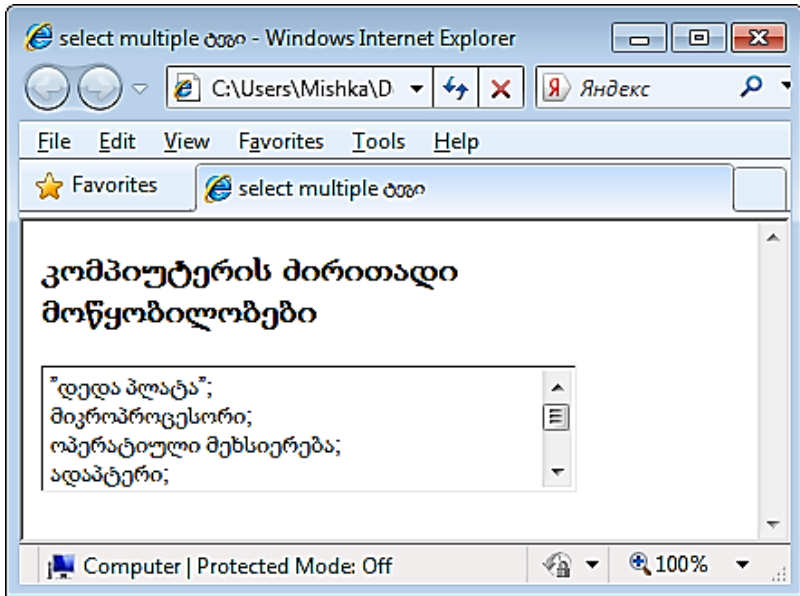 select multiple ტეგი - Windows Internet Explorer
C:\Users\Mishka\D Я Яндекс
File Edit View Favorites Tools Help
Favorites select multiple ტეგი
კომპიუტერის ძირითადი
მოწყობილობები
"დედა პლატა";
მიკროპროცესორი;
ოპერატიული მეხსიერება;
ადაპტერი;
Computer | Protected Mode: Off 100%